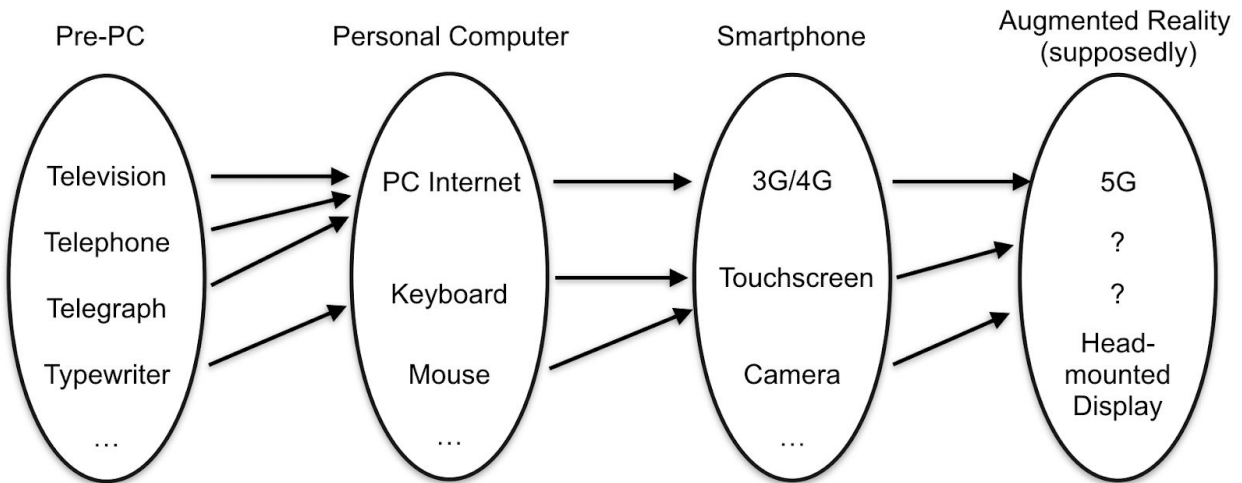 Pre-PC
Personal Computer
Smartphone
Augmented Reality
(supposedly)
Television
Telephone
Telegraph
Typewriter
…
PC Internet
Keyboard
Mouse
…
3G/4G
Touchscreen
Camera
…
5G
?
?
Head-
mounted
Display